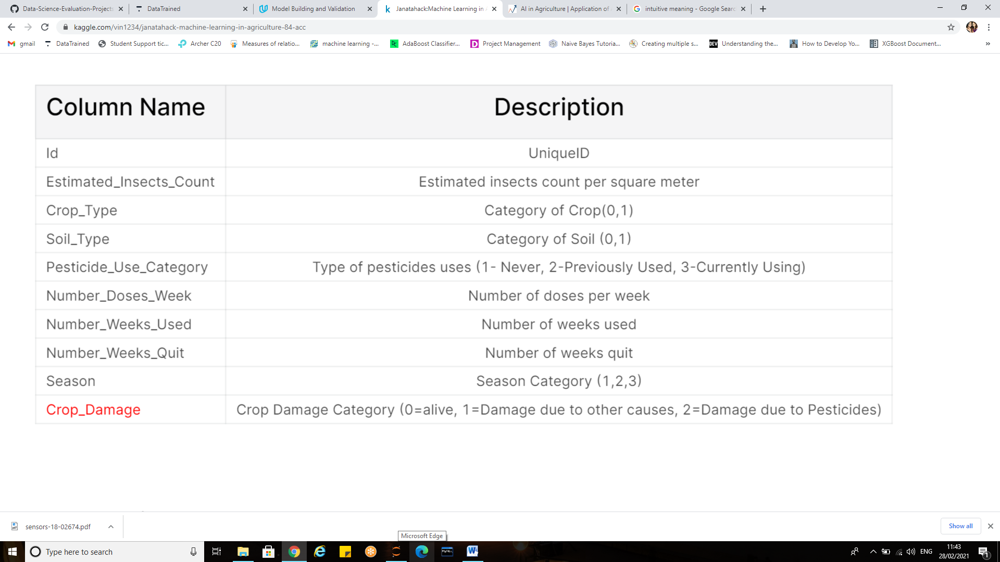 Data-Science-Evaluation-Projects
DataTrained
Model Building and Validation
Janatahack:Machine Learning in
AI in Agriculture | Application of
intuitive meaning - Google Searc
kaggle.com/vin1234/janatahack-machine-learning-in-agriculture-84-acc
gmail
DataTrained
Student Support tic...
Archer C20
Measures of relatio...
machine learning -...
AdaBoost Classifier...
Project Management
Naive Bayes Tutoria...
Creating multiple s...
DEV
Understanding the...
How to Develop Yo...
XGBoost Document...
»
Column Name
Description
Id
UniqueID
Estimated_Insects_Count
Estimated insects count per square meter
Crop_Type
Category of Crop(0,1)
Soil_Type
Category of Soil (0,1)
Pesticide_Use_Category
Type of pesticides uses (1- Never, 2-Previously Used, 3-Currently Using)
Number_Doses_Week
Number of doses per week
Number_Weeks_Used
Number of weeks used
Number_Weeks_Quit
Number of weeks quit
Season
Season Category (1,2,3)
Crop_Damage
Crop Damage Category (0=alive, 1=Damage due to other causes, 2=Damage due to Pesticides)
sensors-18-02674.pdf
Show all
Microsoft Edge
Type here to search
ENG
11:43
28/02/2021
1